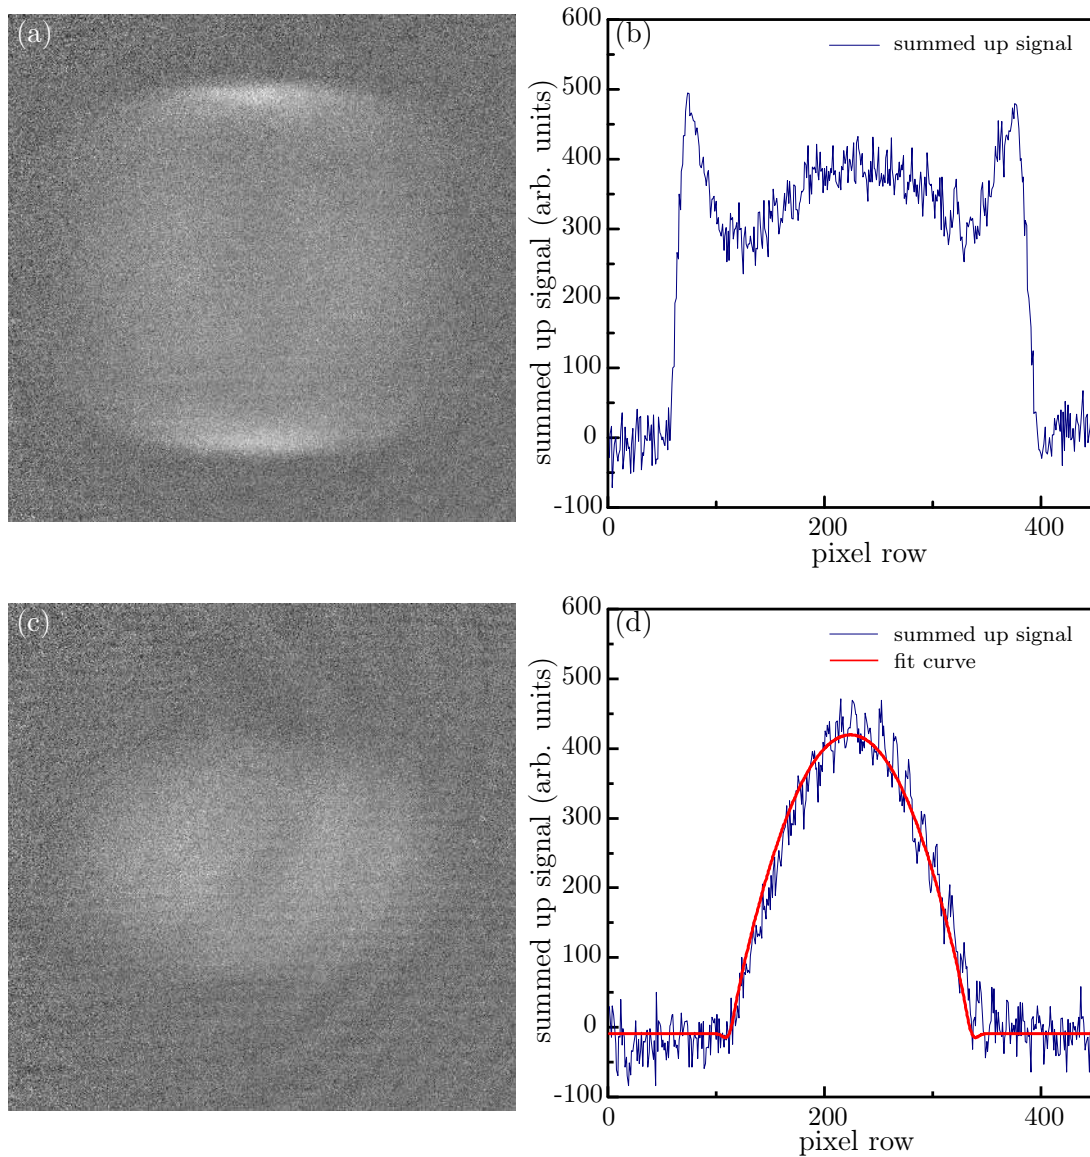 (a)
(b)
summed up signal
600
500
400
300
200
100
0
-100
summed up signal (arb. units)
0
200
400
pixel row
(c)
(d)
summed up signal
fit curve
600
500
400
300
200
100
0
-100
summed up signal (arb. units)
0
200
400
pixel row